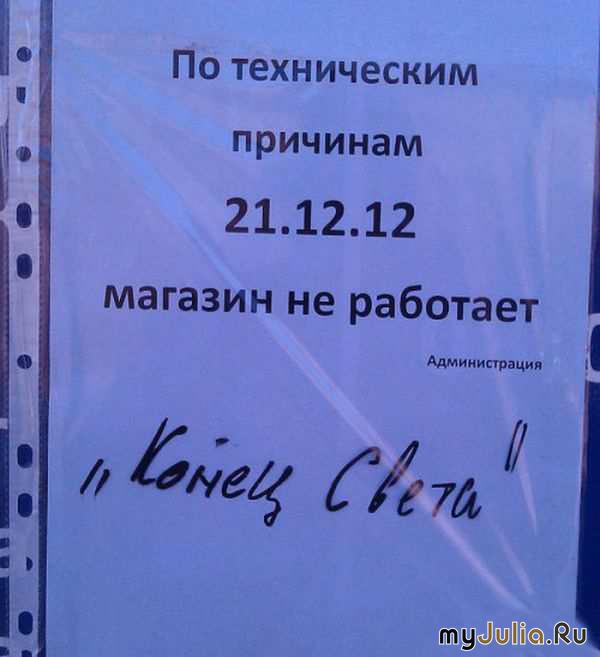 По техническим
причинам
21.12.12
магазин не работает
Администрация
„Конец Света"
myJulia.Ru